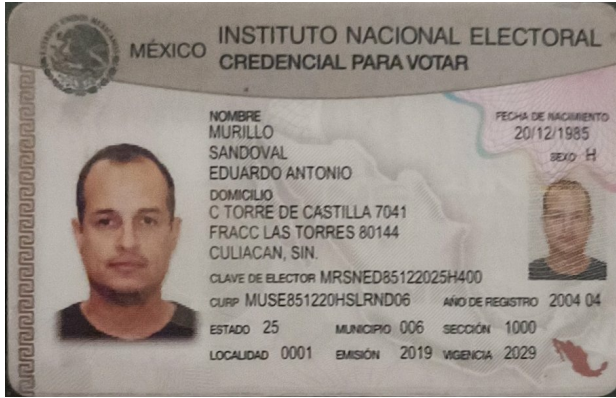 MÉXICO
INSTITUTO NACIONAL ELECTORAL
CREDENCIAL PARA VOTAR
NOMBRE
MURILLO
SANDOVAL
EDUARDO ANTONIO
FECHA DE NACIMIENTO
20/12/1985
SEXO H
DOMICILIO
C TORRE DE CASTILLA 7041
FRACC LAS TORRES 80144
CULIACAN, SIN.
CLAVE DE ELECTOR MRSNED85122025H400
CURP MUSE851220HSLRND06 AÑO DE REGISTRO 2004 04
ESTADO 25 MUNICIPIO 006 SECCIÓN 1000
LOCALIDAD 0001 EMISIÓN 2019 VIGENCIA 2029